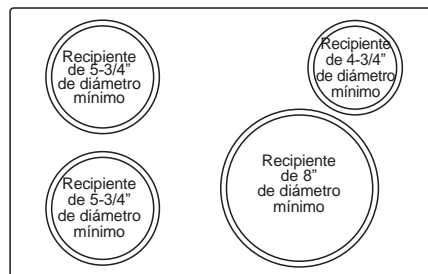 Recipiente
de 5-3/4"
de diámetro
mínimo
Recipiente
de 4-3/4"
de diámetro
mínimo
Recipiente
de 5-3/4"
de diámetro
mínimo
Recipiente
de 8"
de diámetro
mínimo